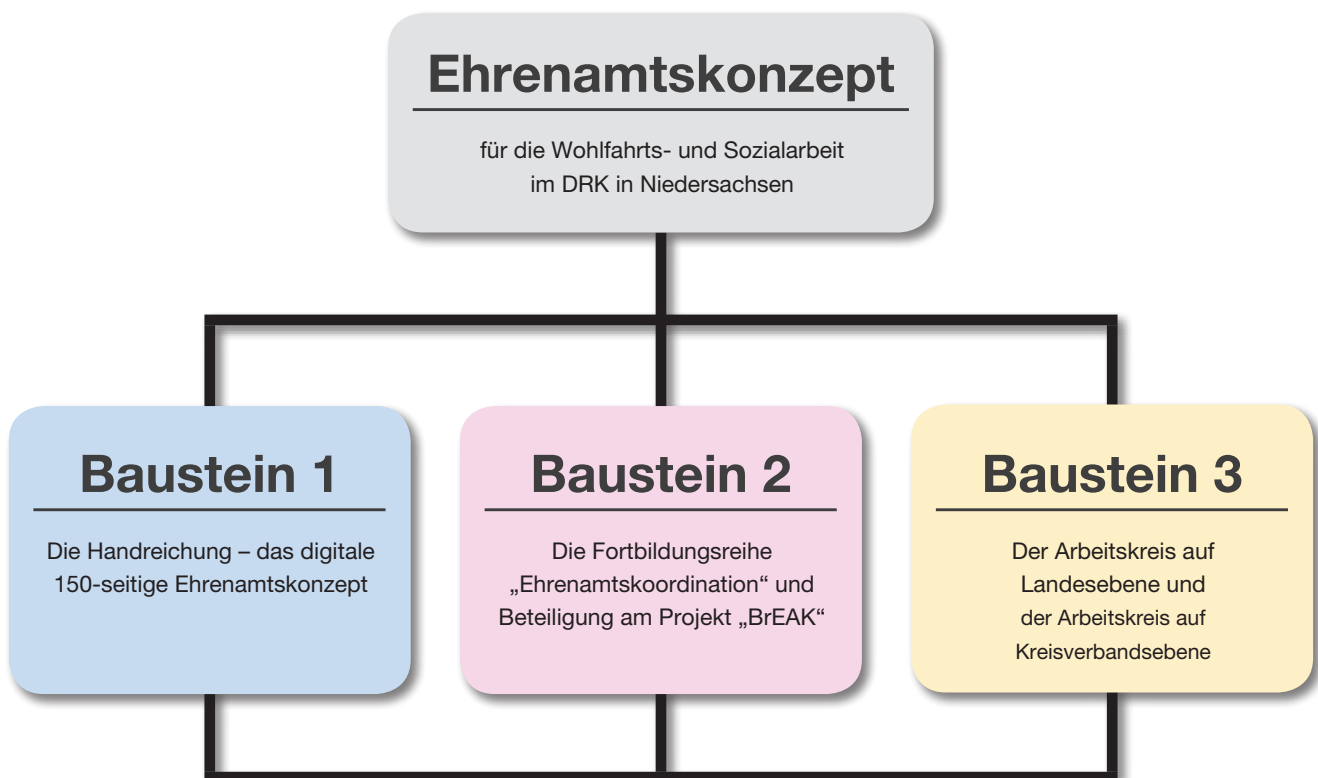 Ehrenamtskonzept
für die Wohlfahrts- und Sozialarbeit
im DRK in Niedersachsen
Baustein 1
Die Handreichung – das digitale
150-seitige Ehrenamtskonzept
Baustein 2
Die Fortbildungsreihe
„Ehrenamtskoordination“ und
Beteiligung am Projekt „BrEAK“
Baustein 3
Der Arbeitskreis auf
Landesebene und
der Arbeitskreis auf
Kreisverbandsebene